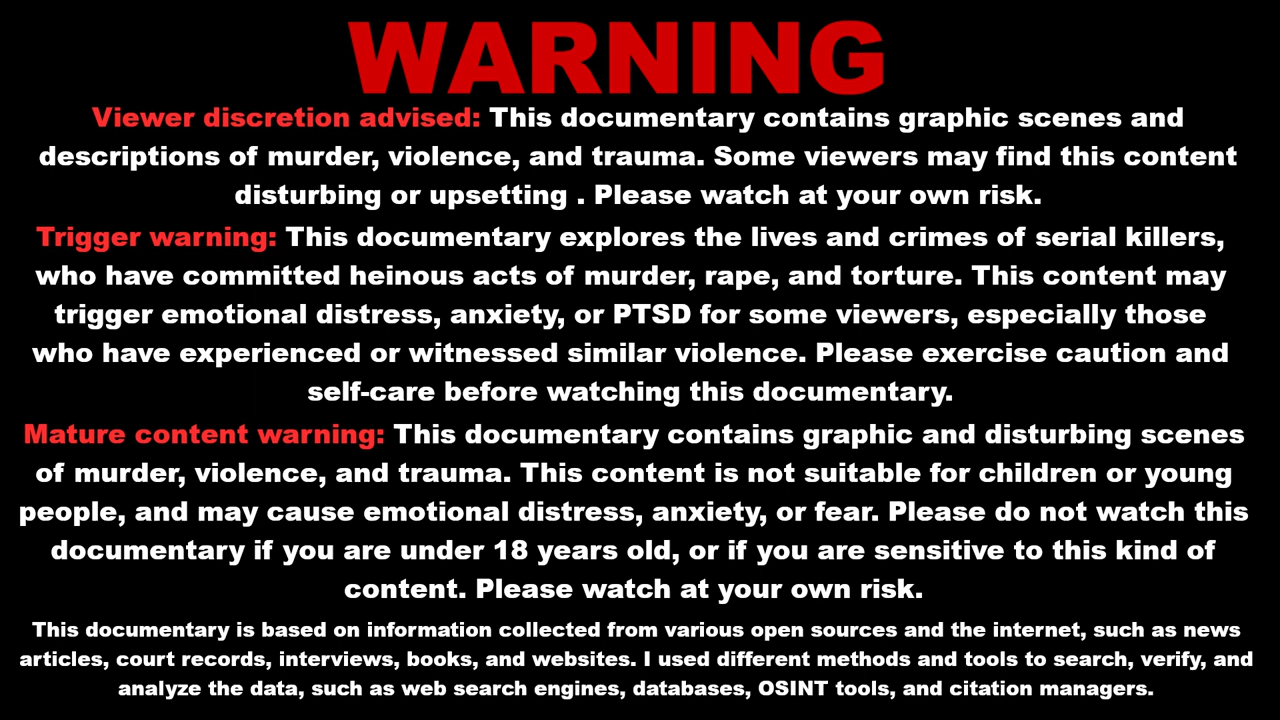 WARNING
Viewer discretion advised: This documentary contains graphic scenes and
descriptions of murder, violence, and trauma. Some viewers may find this content
disturbing or upsetting . Please watch at your own risk.
Trigger warning: This documentary explores the lives and crimes of serial killers,
who have committed heinous acts of murder, rape, and torture. This content may
trigger emotional distress, anxiety, or PTSD for some viewers, especially those
who have experienced or witnessed similar violence. Please exercise caution and
self-care before watching this documentary.
Mature content warning: This documentary contains graphic and disturbing scenes
of murder, violence, and trauma. This content is not suitable for children or young
people, and may cause emotional distress, anxiety, or fear. Please do not watch this
documentary if you are under 18 years old, or if you are sensitive to this kind of
content. Please watch at your own risk.
This documentary is based on information collected from various open sources and the internet, such as news
articles, court records, interviews, books, and websites. I used different methods and tools to search, verify, and
analyze the data, such as web search engines, databases, OSINT tools, and citation managers.